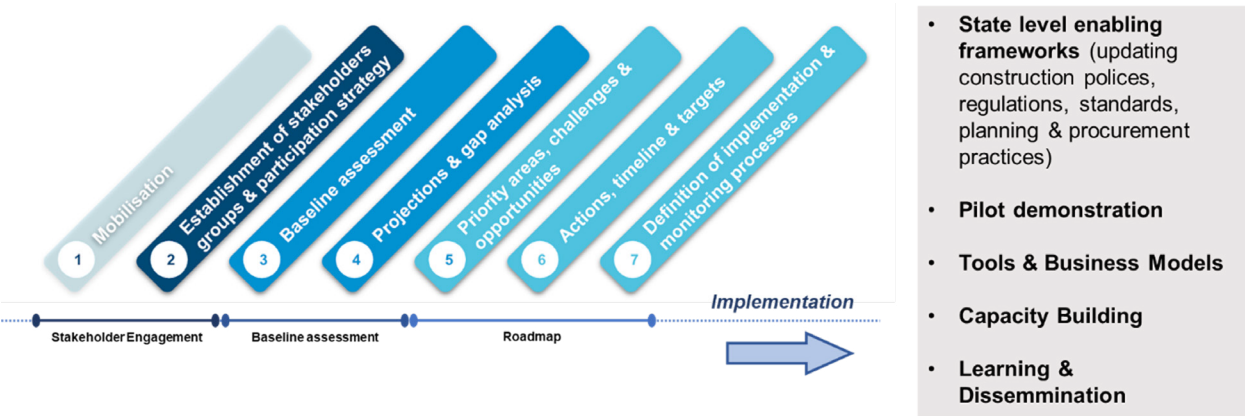 1
Mobilisation
2
Establishment of stakeholders
groups & participation strategy
3
Baseline assessment
4
Projections & gap analysis
5
Priority areas, challenges &
opportunities
6
Actions, timeline & targets
7
Definition of implementation &
monitoring processes
Stakeholder Engagement
Baseline assessment
Roadmap
Implementation
• State level enabling
frameworks (updating
construction polices,
regulations, standards,
planning & procurement
practices)
• Pilot demonstration
• Tools & Business Models
• Capacity Building
• Learning &
Dissemmination